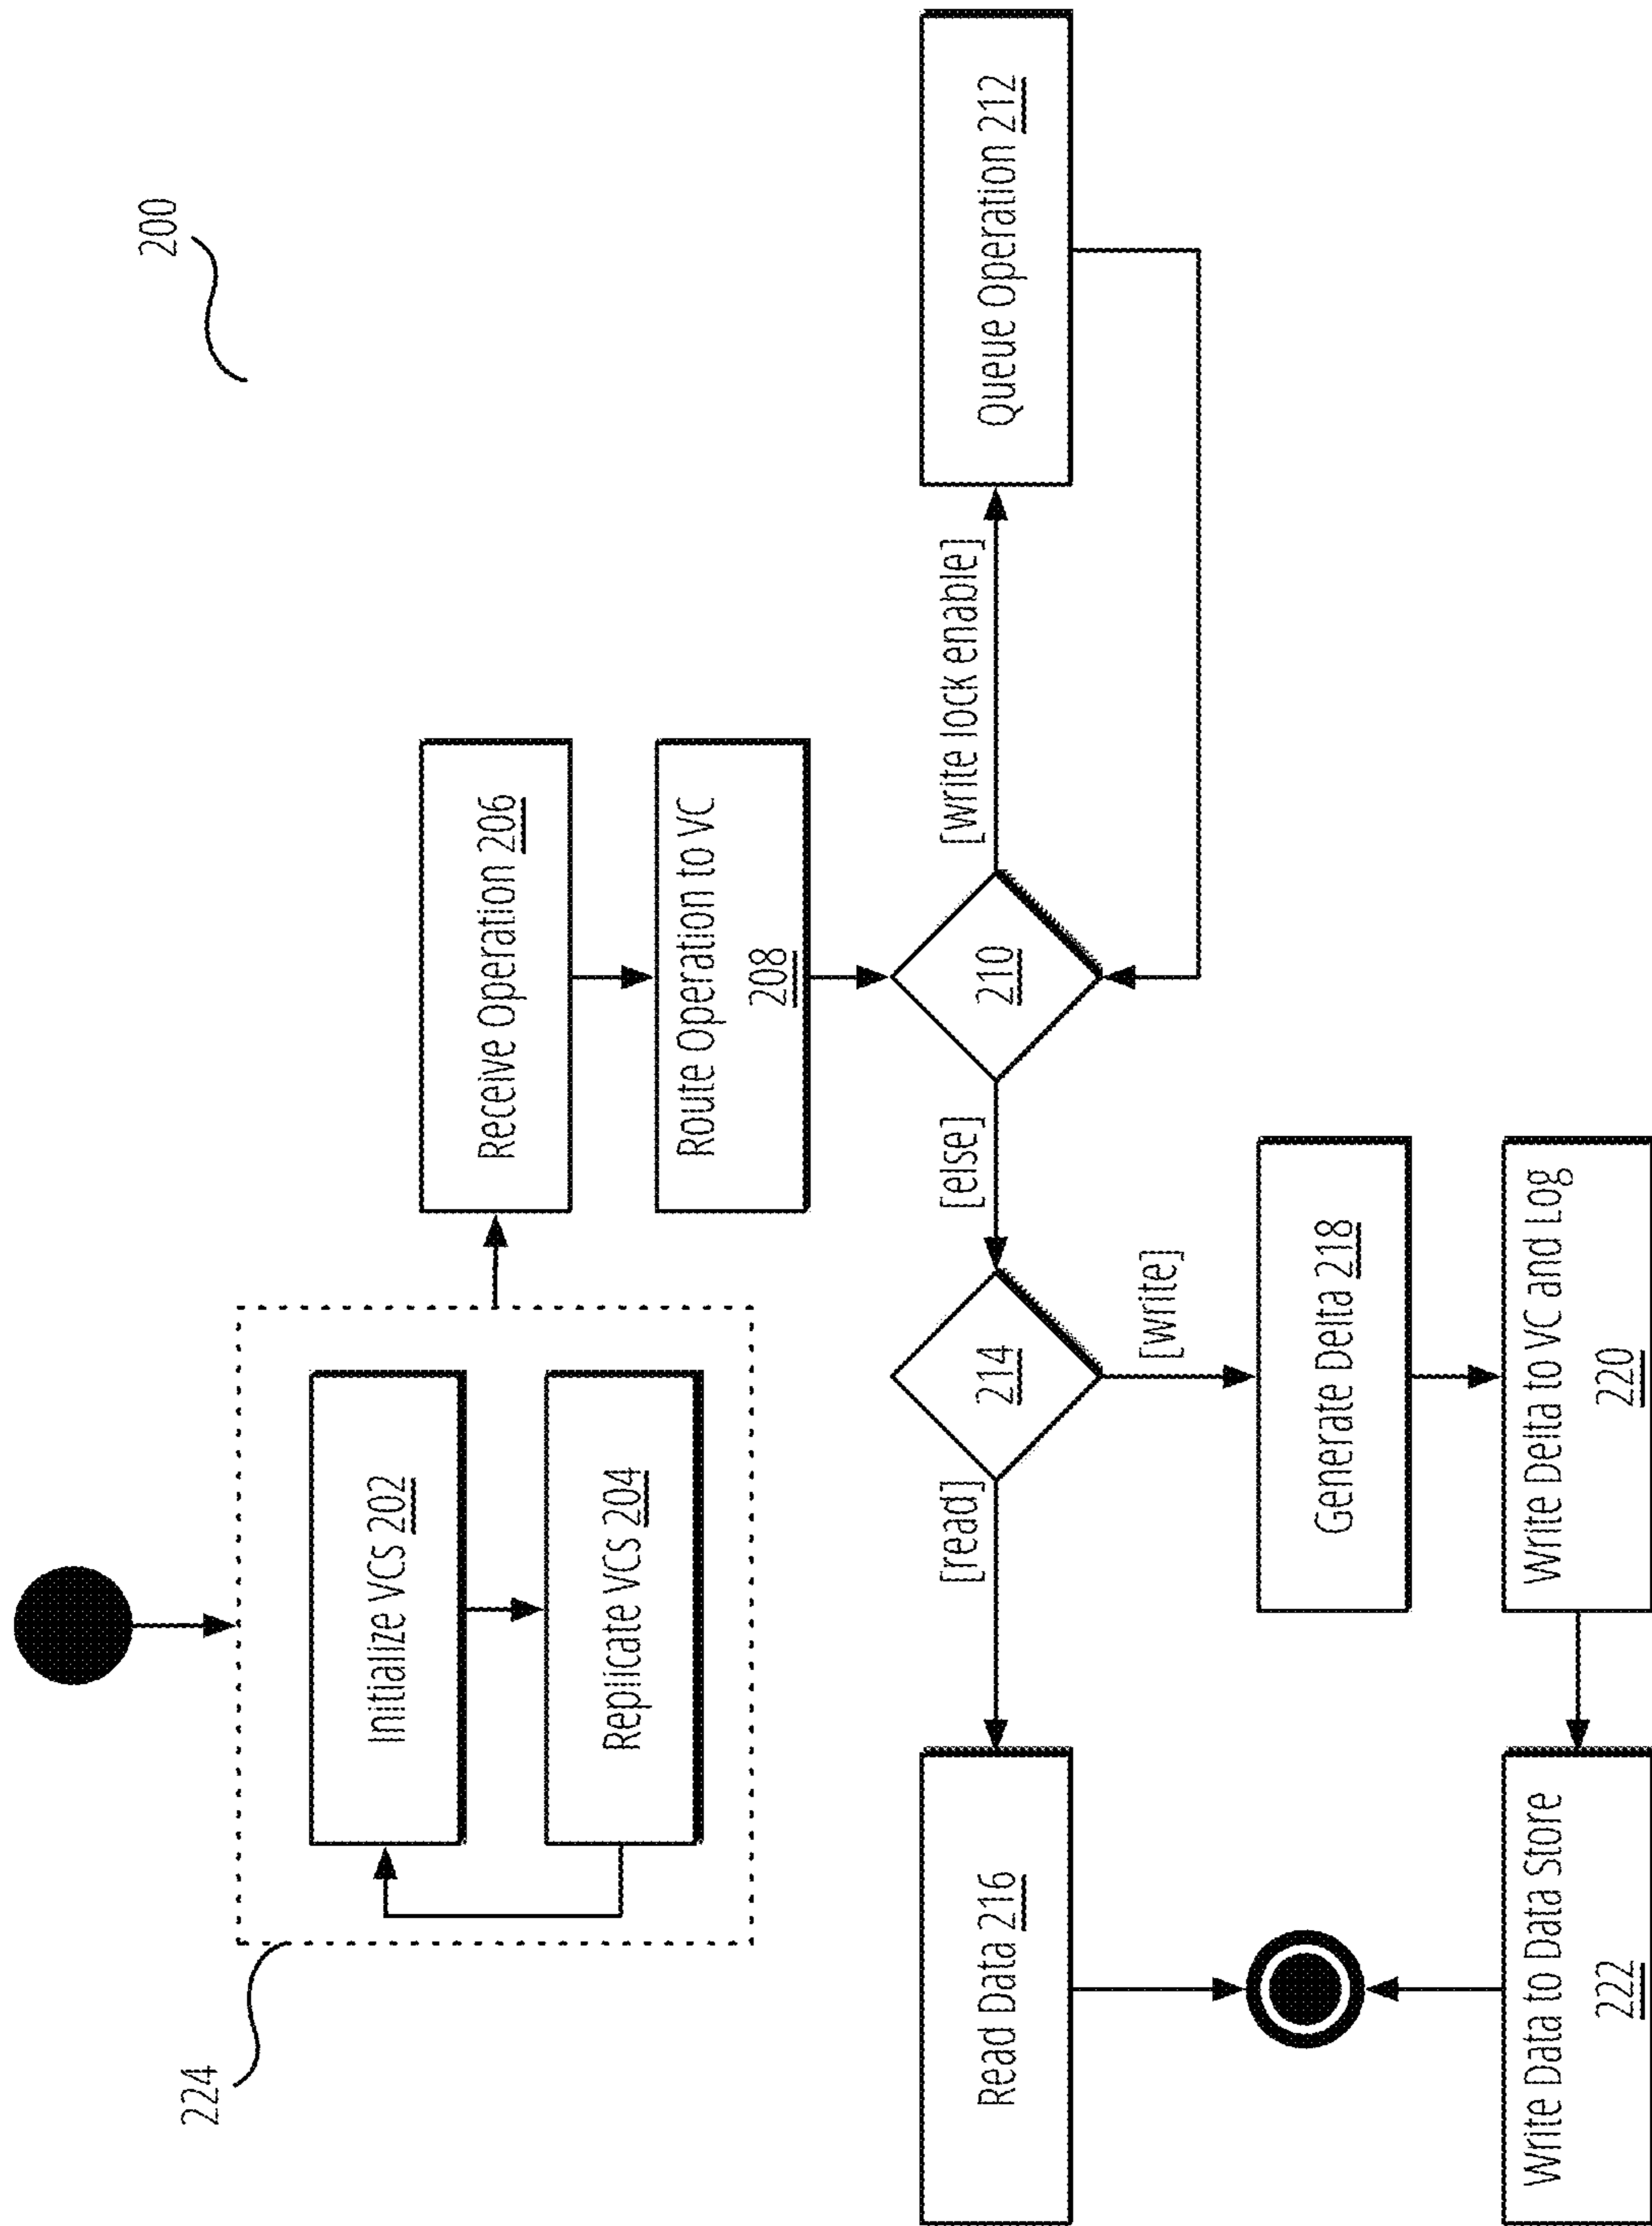 200
224
Initialize VCs 202
Replicate VCs 204
Receive Operation 206
Route Operation to VC
208
210
[write lock enable]
Queue Operation 212
[else]
214
[read]
Read Data 216
[write]
Generate Delta 218
Write Delta to VC and Log
220
Write Data to Data Store
222